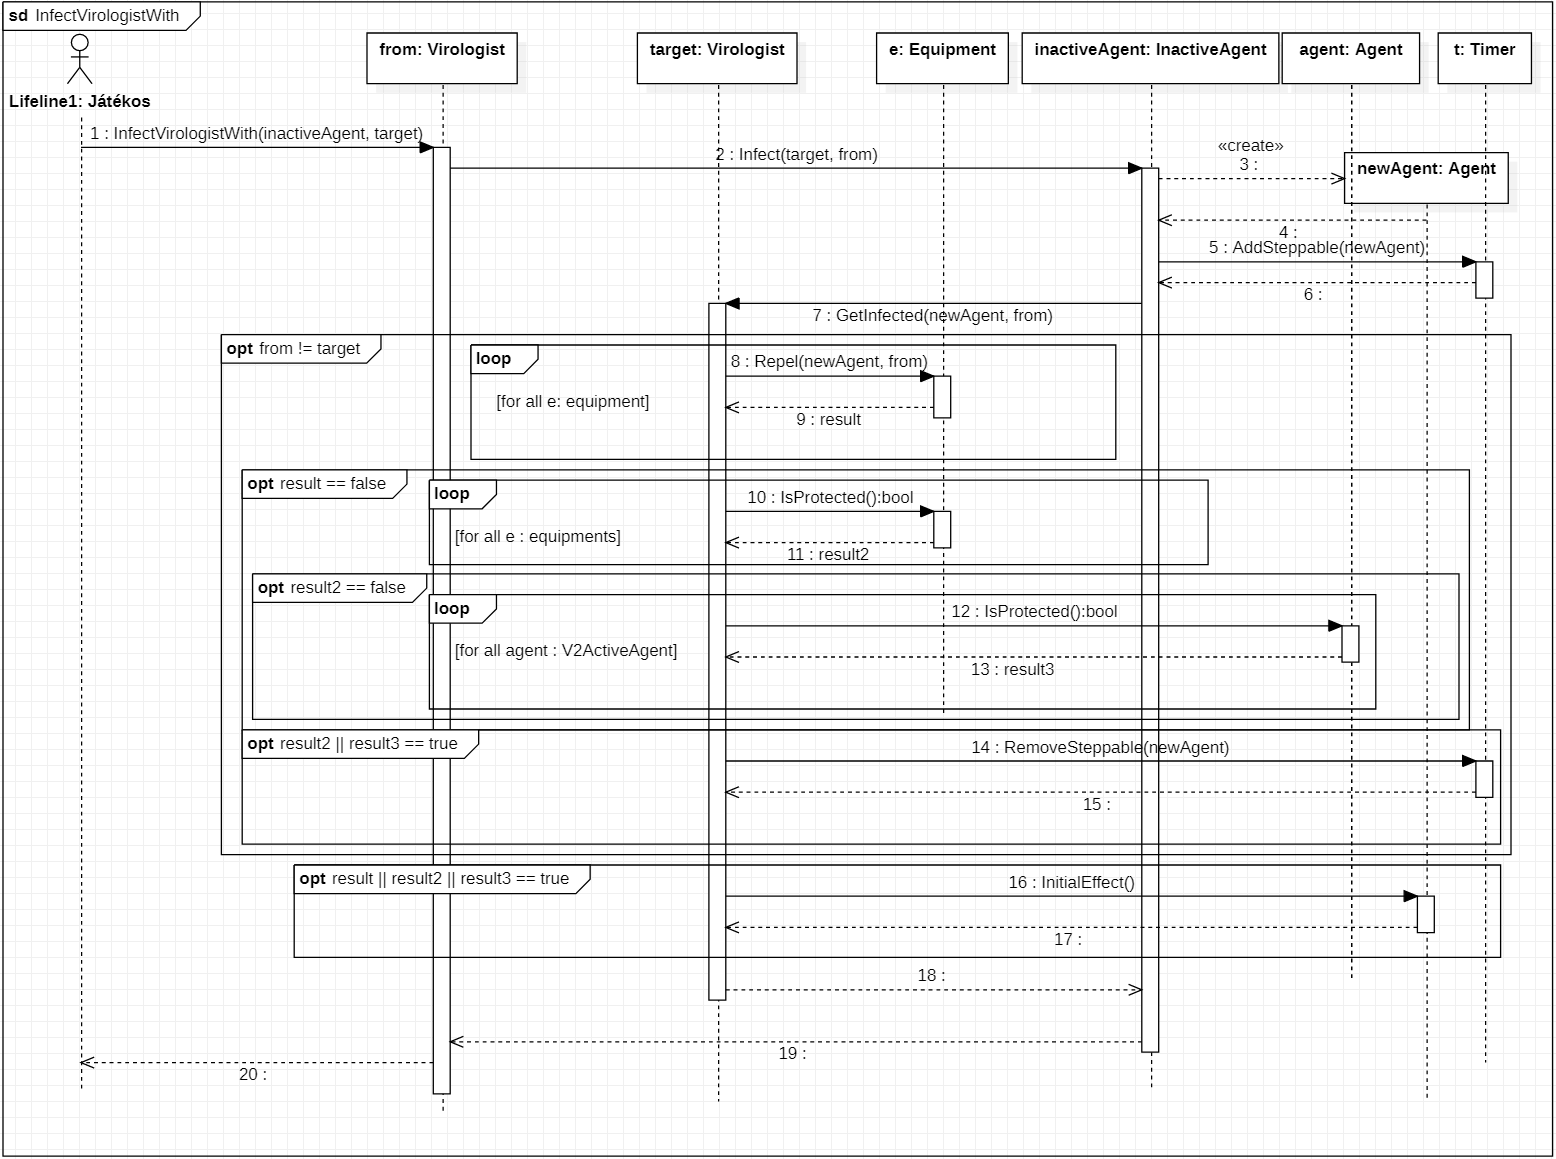 sd InfectVirologistWith
Lifeline1: Játékos
from: Virologist
target: Virologist
e: Equipment
inactiveAgent: InactiveAgent
agent: Agent
t: Timer
1 : InfectVirologistWith(inactiveAgent, target)
2 : Infect(target, from)
«create»
3 :
newAgent: Agent
4 :
5 : AddSteppable(newAgent)
6 :
7 : GetInfected(newAgent, from)
opt from != target
loop
8 : Repel(newAgent, from)
[for all e: equipment]
9 : result
opt result == false
loop
10 : IsProtected():bool
[for all e : equipments]
11 : result2
opt result2 == false
loop
12 : IsProtected():bool
[for all agent : V2ActiveAgent]
13 : result3
opt result2 || result3 == true
14 : RemoveSteppable(newAgent)
15 :
opt result || result2 || result3 == true
16 : InitialEffect()
17 :
18 :
19 :
20 :